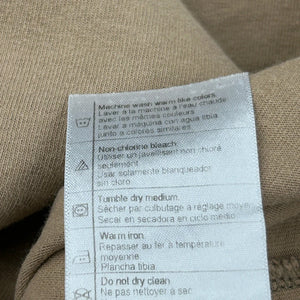 Machine wash warm like colors.
Laver à la machine à l'eau chaude
avec les mêmes couleurs
Lavar a máquina con agua tibia
junto a colores similares
Non-chlorine bleach.
Utiliser un javellisant non chloré
seulement
Usar solamente blanqueador
sin cloro
Tumble dry medium.
Sécher par culbutage à régler moyenne
Secar en secadora en ciclo medio
Warm iron.
Repasser au fer à température
moyenne
Plancha tibia
Do not dry clean
Ne pas nettoyer à sec